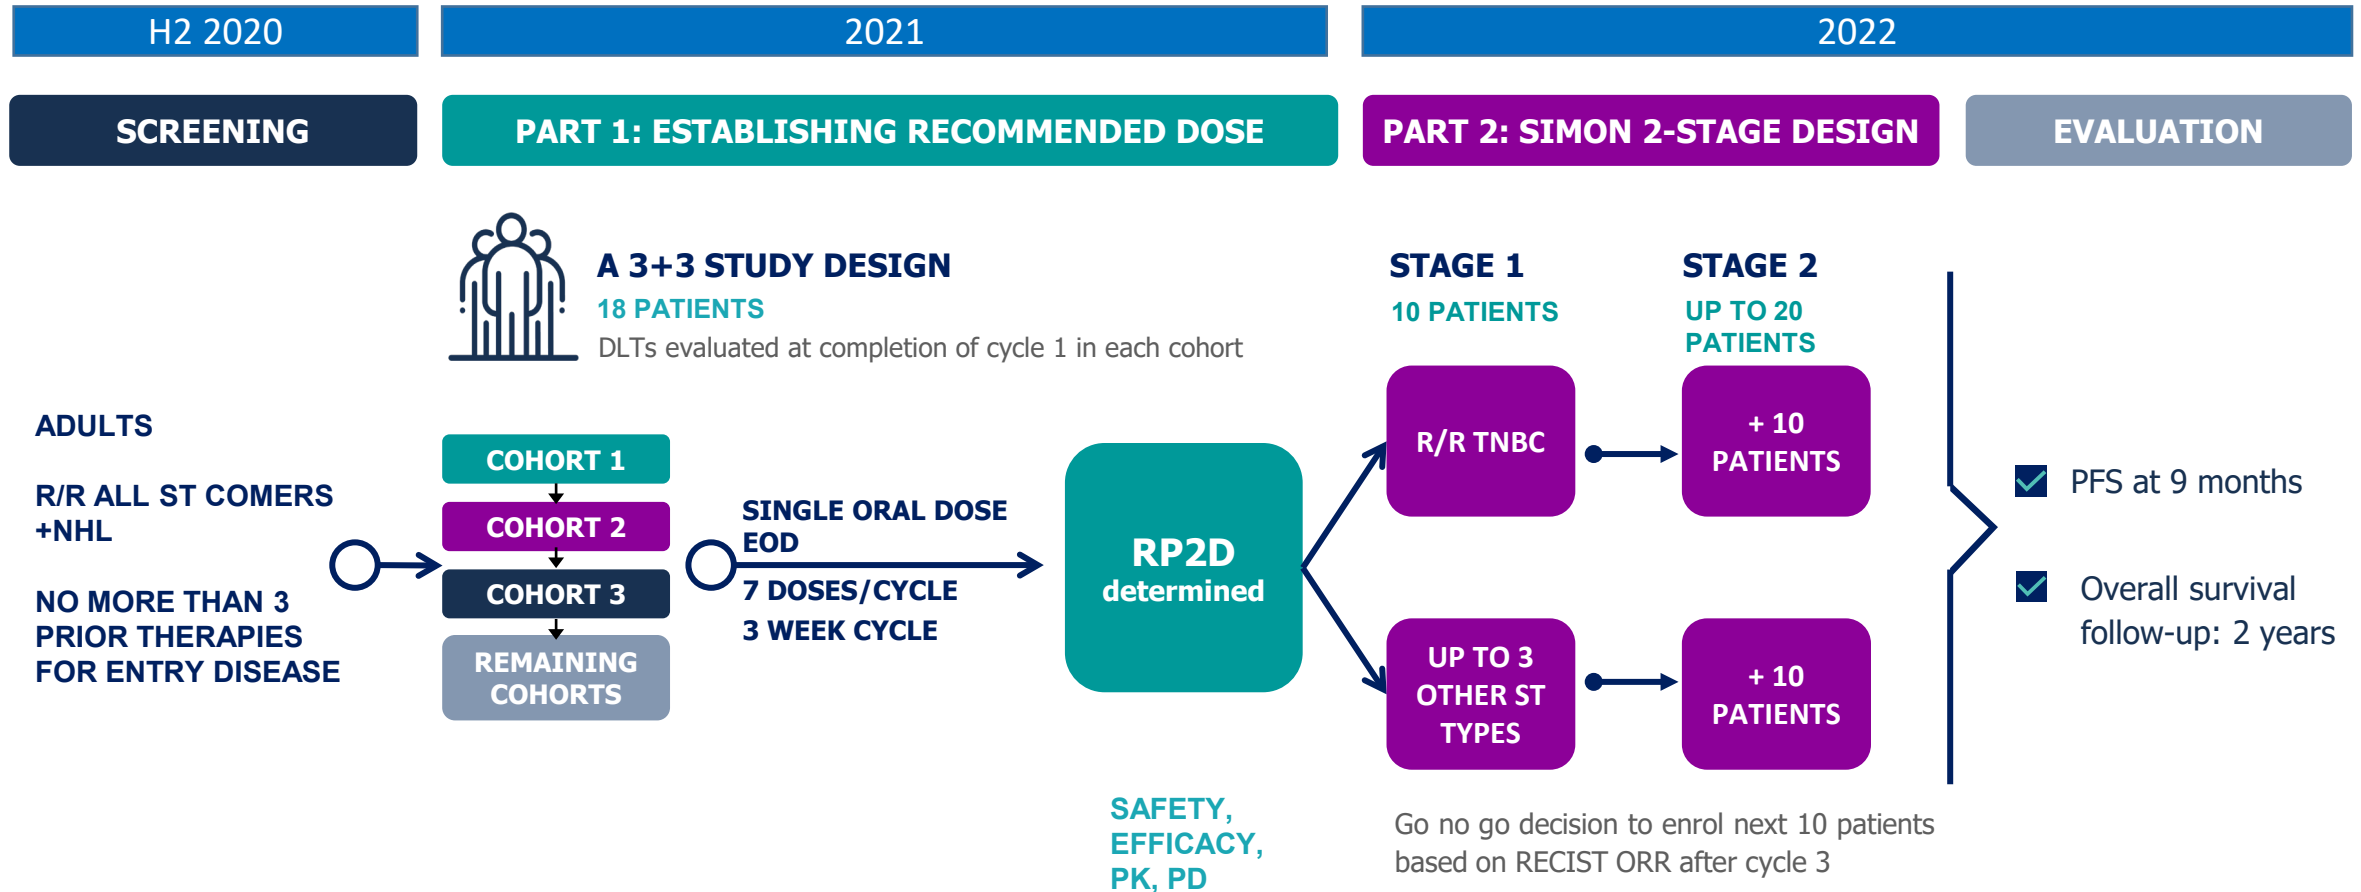 H2 2020
2021
2022
SCREENING
PART 1: ESTABLISHING RECOMMENDED DOSE
PART 2: SIMON 2-STAGE DESIGN
EVALUATION
A 3+3 STUDY DESIGN
18 PATIENTS
DLTs evaluated at completion of cycle 1 in each cohort
ADULTS
R/R ALL ST COMERS
+NHL
NO MORE THAN 3
PRIOR THERAPIES
FOR ENTRY DISEASE
COHORT 1
COHORT 2
COHORT 3
REMAINING
COHORTS
SINGLE ORAL DOSE
EOD
7 DOSES/CYCLE
3 WEEK CYCLE
RP2D
determined
SAFETY,
EFFICACY,
PK, PD
STAGE 1
10 PATIENTS
STAGE 2
UP TO 20
PATIENTS
R/R TNBC
+ 10
PATIENTS
UP TO 3
OTHER ST
TYPES
+ 10
PATIENTS
Go no go decision to enrol next 10 patients
based on RECIST ORR after cycle 3
PFS at 9 months
Overall survival
follow-up: 2 years